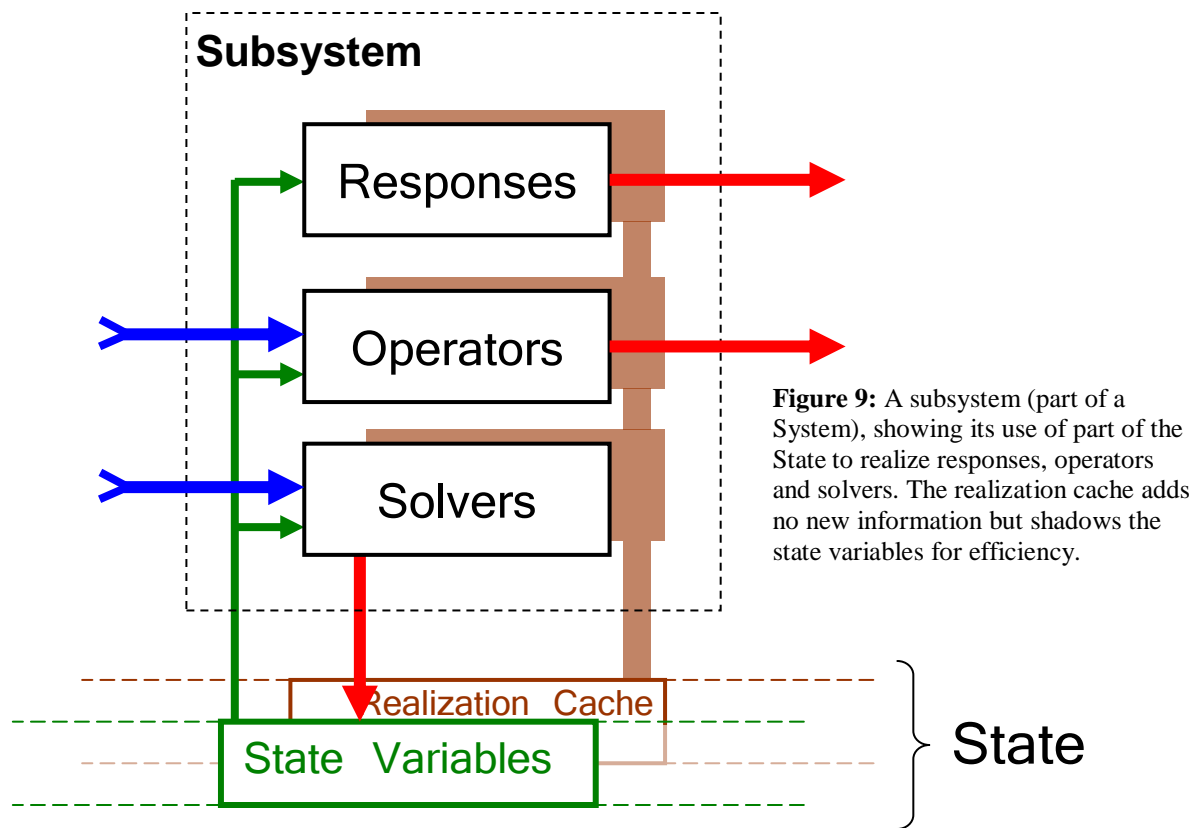 Subsystem
Responses
Operators
Solvers
Figure 9: A subsystem (part of a
System), showing its use of part of the
State to realize responses, operators
and solvers. The realization cache adds
no new information but shadows the
state variables for efficiency.
Realization Cache
State Variables
State